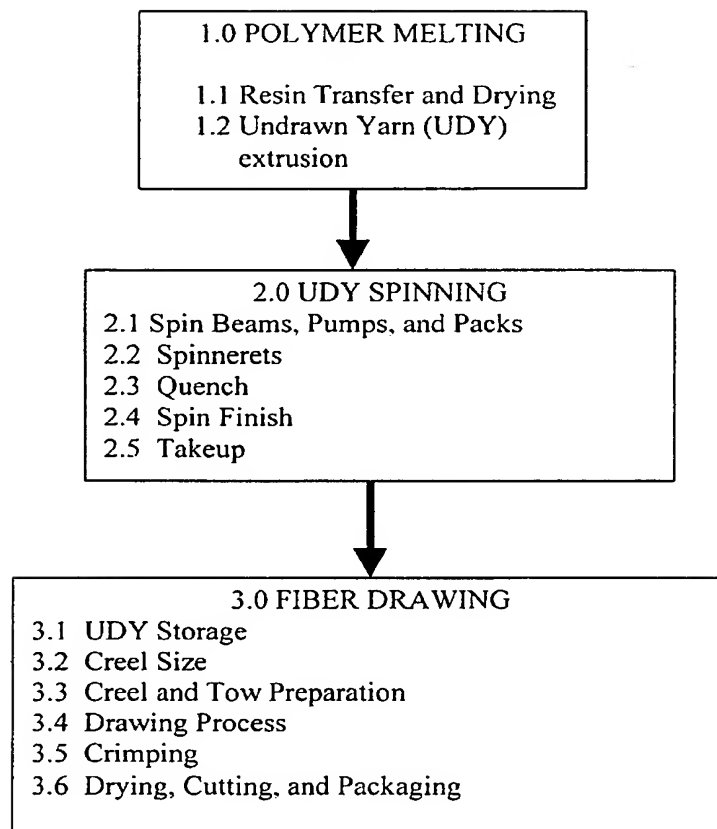 1.0 POLYMER MELTING
1.1 Resin Transfer and Drying
1.2 Undrawn Yarn (UDY)
extrusion
2.0 UDY SPINNING
2.1 Spin Beams, Pumps, and Packs
2.2 Spinnerets
2.3 Quench
2.4 Spin Finish
2.5 Takeup
3.0 FIBER DRAWING
3.1 UDY Storage
3.2 Creel Size
3.3 Creel and Tow Preparation
3.4 Drawing Process
3.5 Crimping
3.6 Drying, Cutting, and Packaging